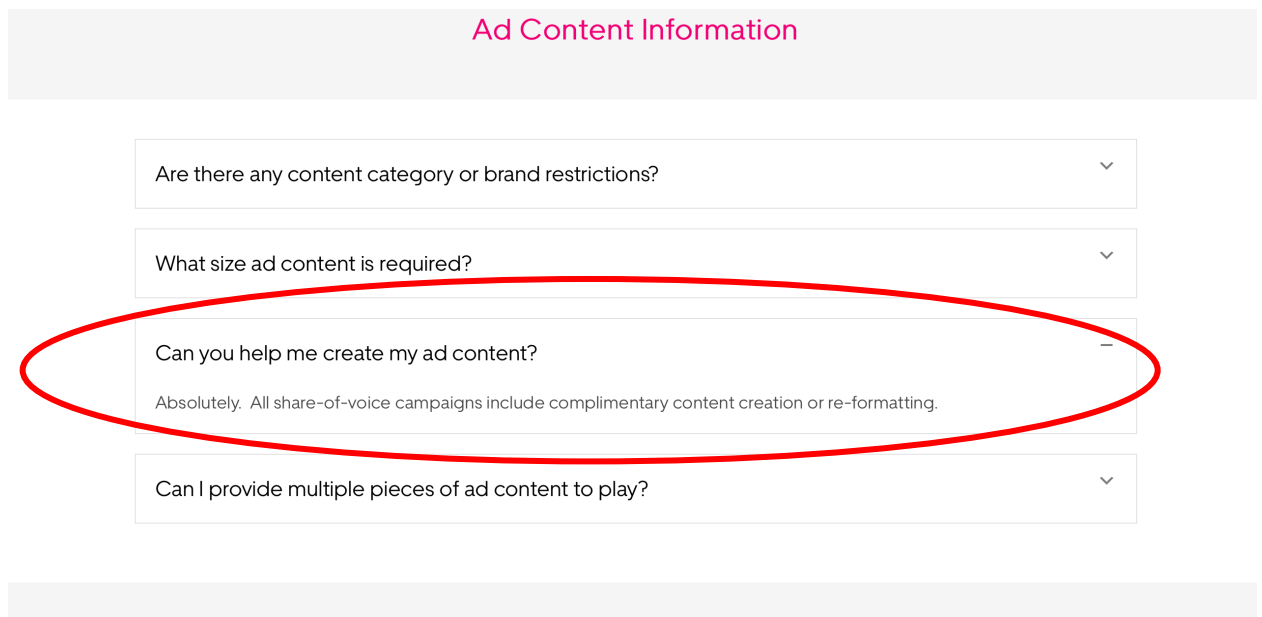 Ad Content Information
Are there any content category or brand restrictions?
What size ad content is required?
Can you help me create my ad content?
Absolutely.  All share-of-voice campaigns include complimentary content creation or re-formatting.
Can I provide multiple pieces of ad content to play?